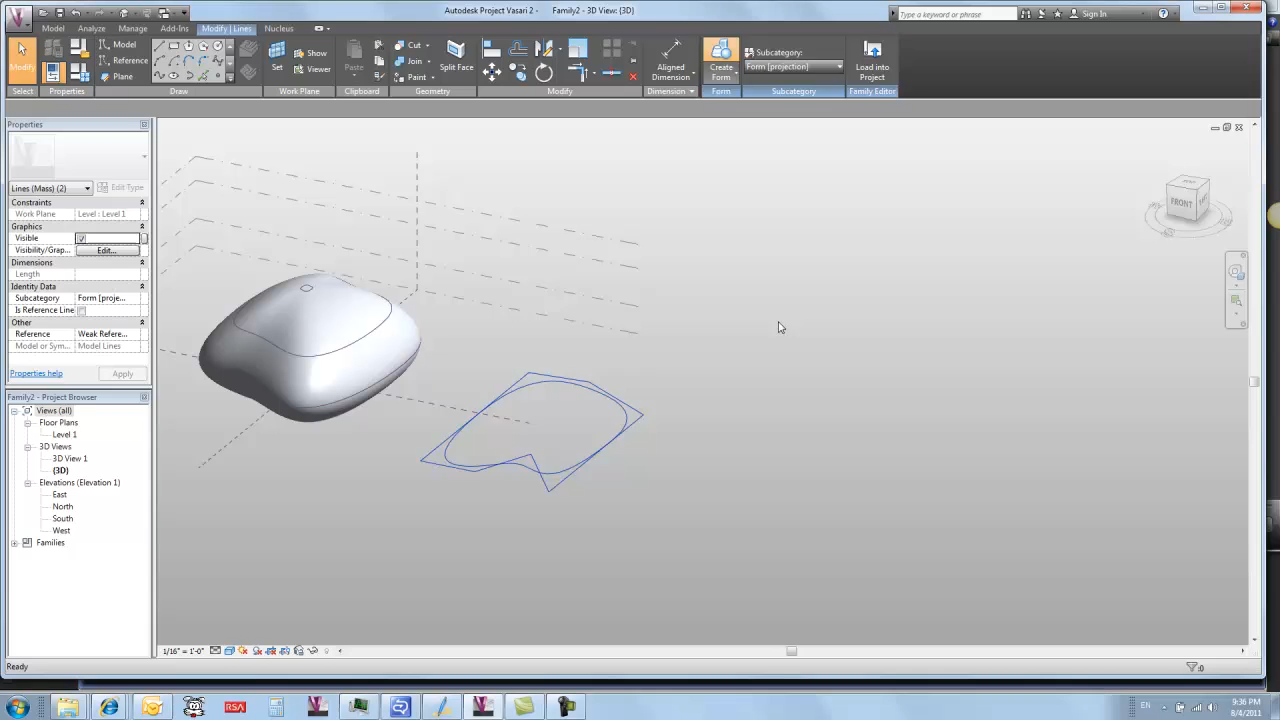 Autodesk Project Vasari 2 - Family2 - 3D View: {3D}
Type a keyword or phrase
Sign In
Model Analyze Manage Add-Ins Modify | Lines Nucleus
Modify
Model
Reference
Plane
Set
Show
Viewer
Paste
Cut
Join
Paint
Split Face
Aligned
Dimension
Create
Form
Subcategory:
Form [projection]
Load into
Project
Select Properties Draw Work Plane Clipboard Geometry Modify Dimension Form Subcategory Family Editor
Properties
Lines (Mass) (2)
Edit Type
Constraints
Work Plane Level : Level 1
Graphics
Visible
Visibility/Grap... Edit...
Dimensions
Length
Identity Data
Subcategory Form [proje...
Is Reference Line
Other
Reference Weak Refere...
Model or Sym... Model Lines
Properties help Apply
Family2 - Project Browser
Views (all)
Floor Plans
Level 1
3D Views
3D View 1
{3D}
Elevations (Elevation 1)
East
North
South
West
Families
FRONT
1/16" = 1'-0"
Ready
:0
RSA
EN
9:36 PM
8/4/2011